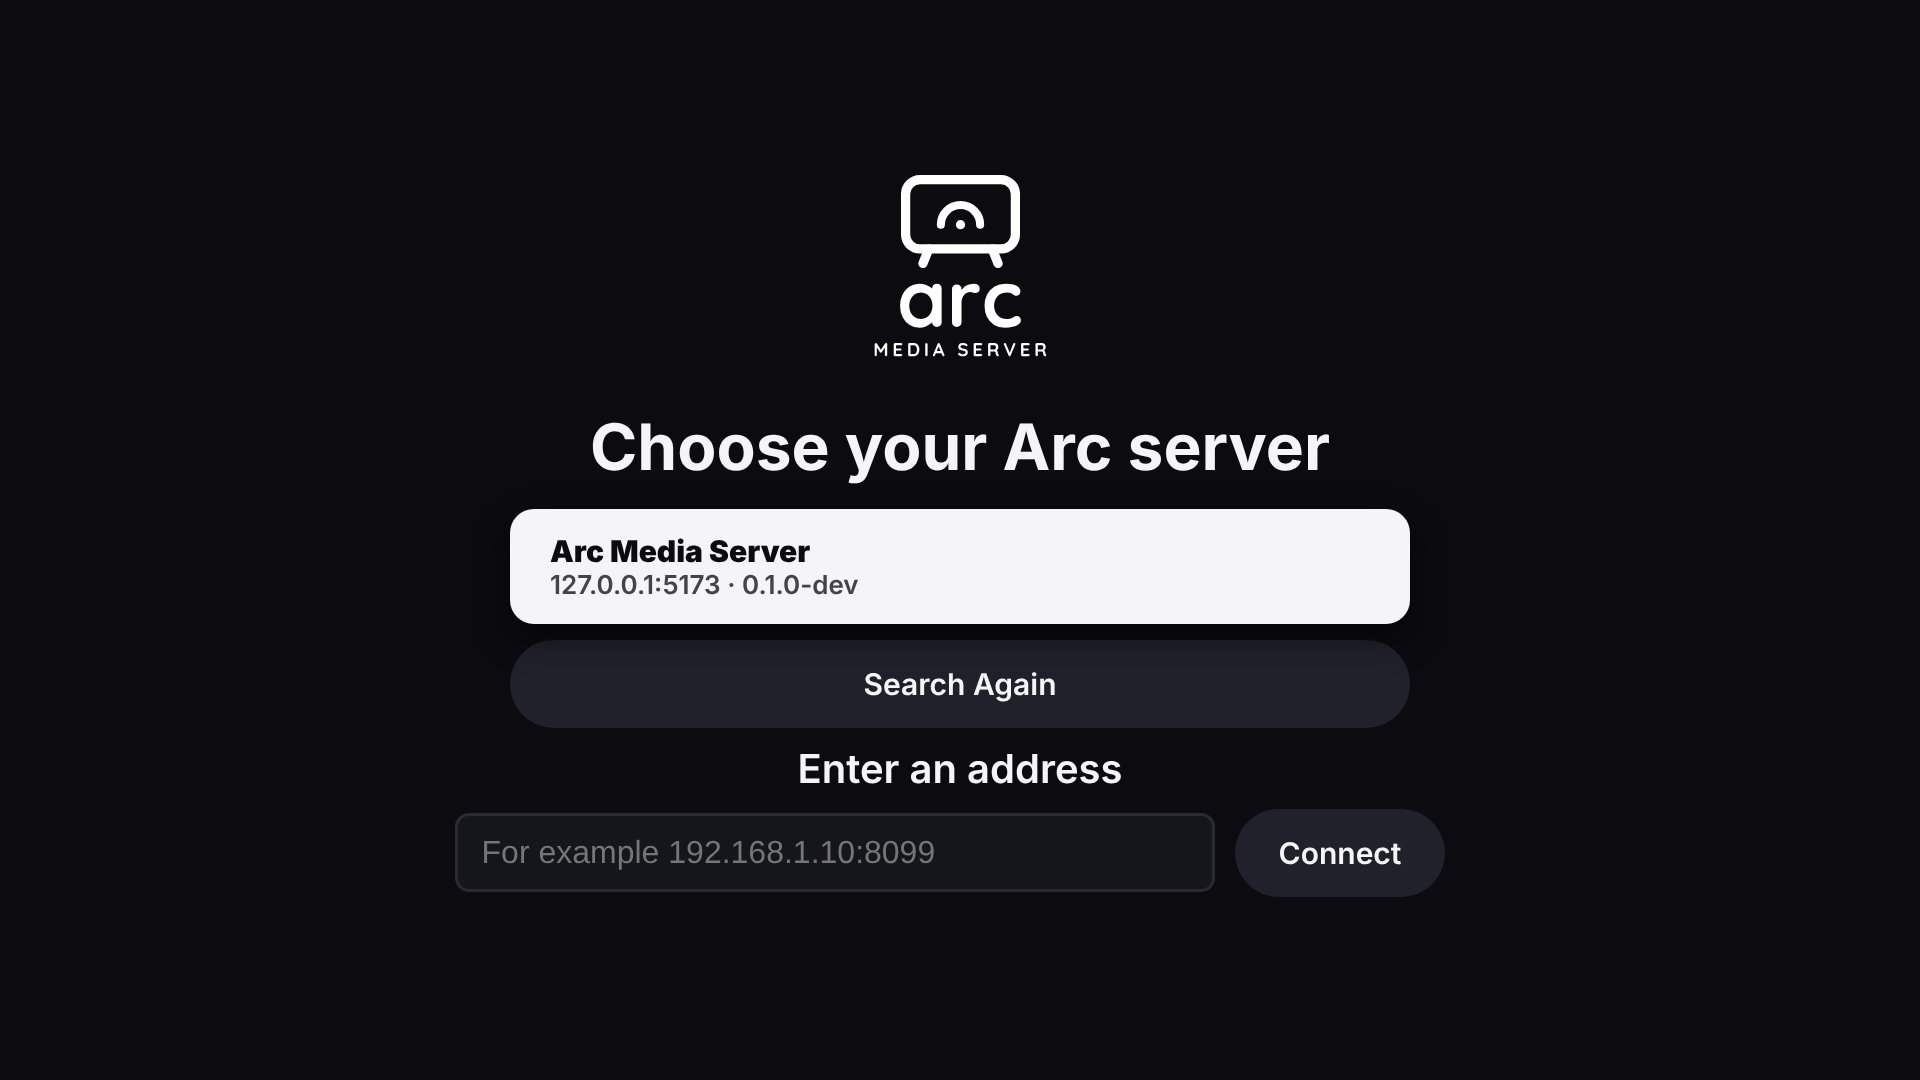 arc
MEDIA SERVER
Choose your Arc server
Arc Media Server
127.0.0.1:5173 · 0.1.0-dev
Search Again
Enter an address
For example 192.168.1.10:8099
Connect